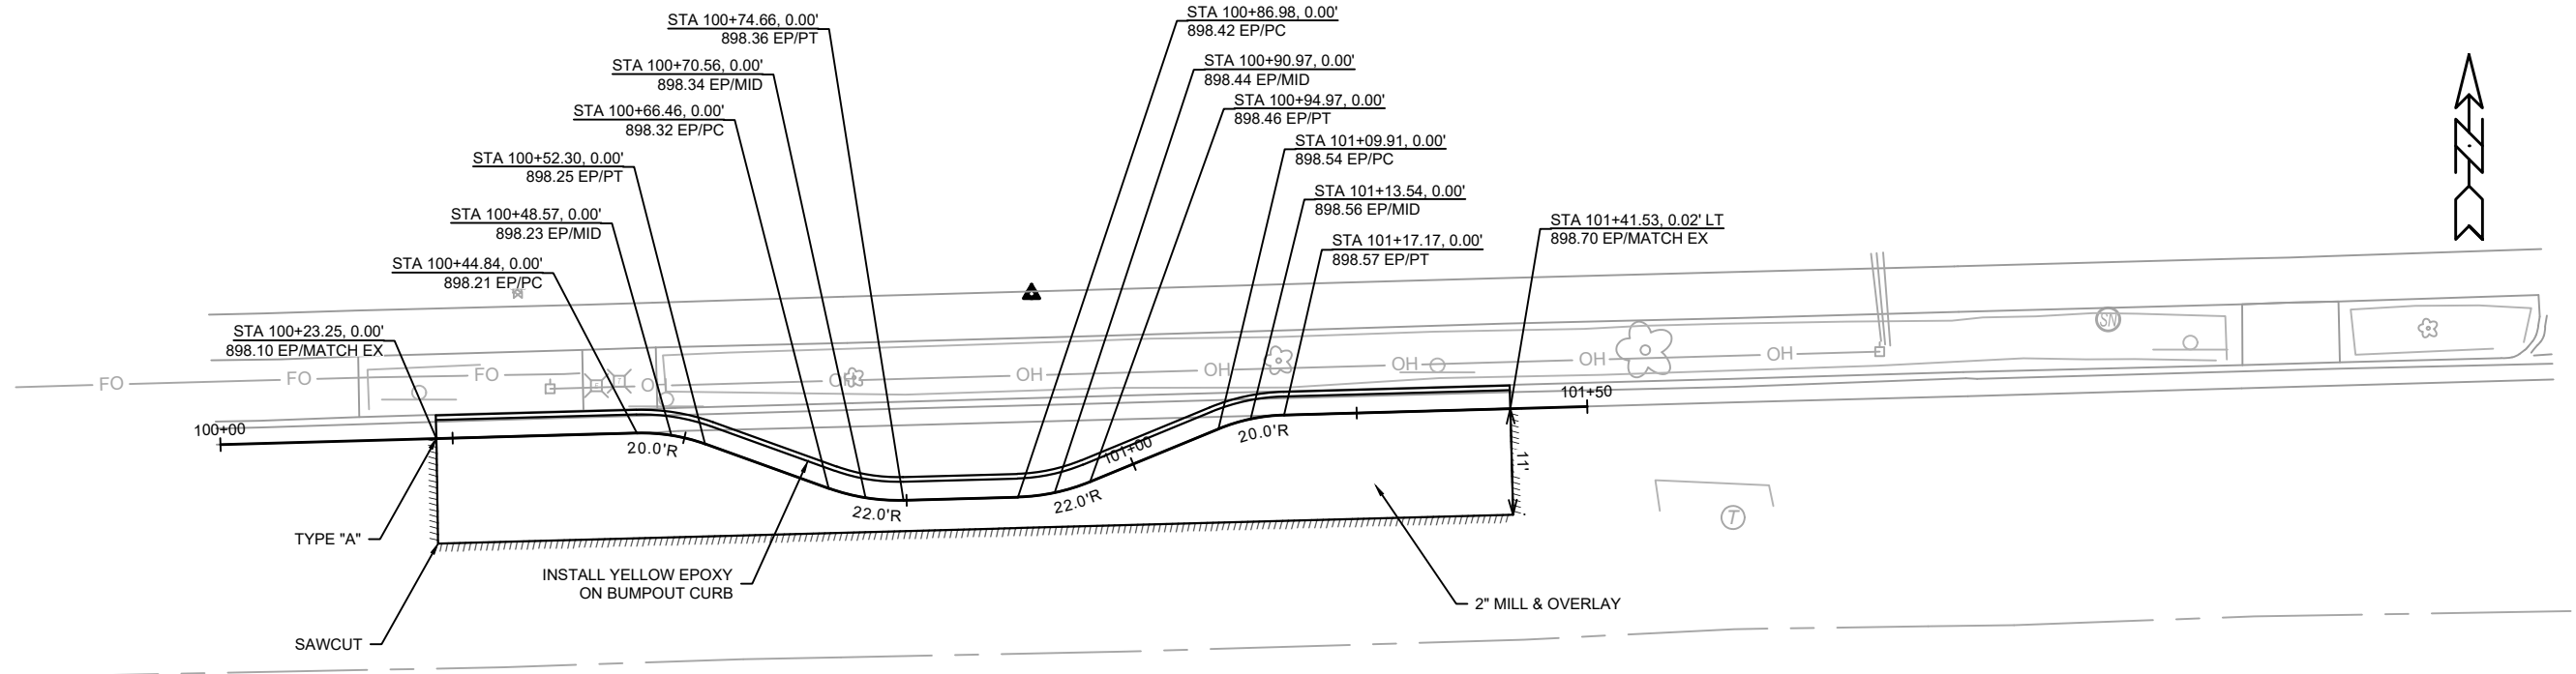 STA 100+74.66, 0.00'
898.36 EP/PT
STA 100+70.56, 0.00'
898.34 EP/MID
STA 100+66.46, 0.00'
898.32 EP/PC
STA 100+52.30, 0.00'
898.25 EP/PT
STA 100+48.57, 0.00'
898.23 EP/MID
STA 100+44.84, 0.00'
898.21 EP/PC
STA 100+23.25, 0.00'
898.10 EP/MATCH EX
STA 100+86.98, 0.00'
898.42 EP/PC
STA 100+90.97, 0.00'
898.44 EP/MID
STA 100+94.97, 0.00'
898.46 EP/PT
STA 101+09.91, 0.00'
898.54 EP/PC
STA 101+13.54, 0.00'
898.56 EP/MID
STA 101+17.17, 0.00'
898.57 EP/PT
STA 101+41.53, 0.02' LT
898.70 EP/MATCH EX
N
SN
FO FO FO OH OH OH OH OH OH OH
100+00
101+50
20.0'R
101+00
20.0'R
11'
22.0'R
22.0'R
T
TYPE "A"
INSTALL YELLOW EPOXY
ON BUMPOUT CURB
2" MILL & OVERLAY
SAWCUT